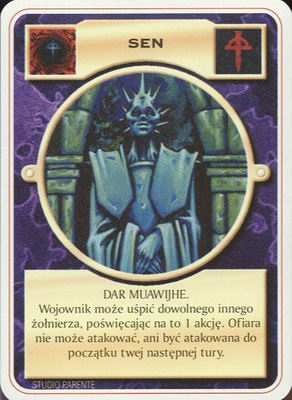 SEN
DAR MUAWIJHE.
Wojownik może uśpić dowolnego innego
żołnierza, poświęcając na to 1 akcję. Ofiara
nie może atakować, ani być atakowana do
początku twej następnej tury.
STUDIO PARENTE